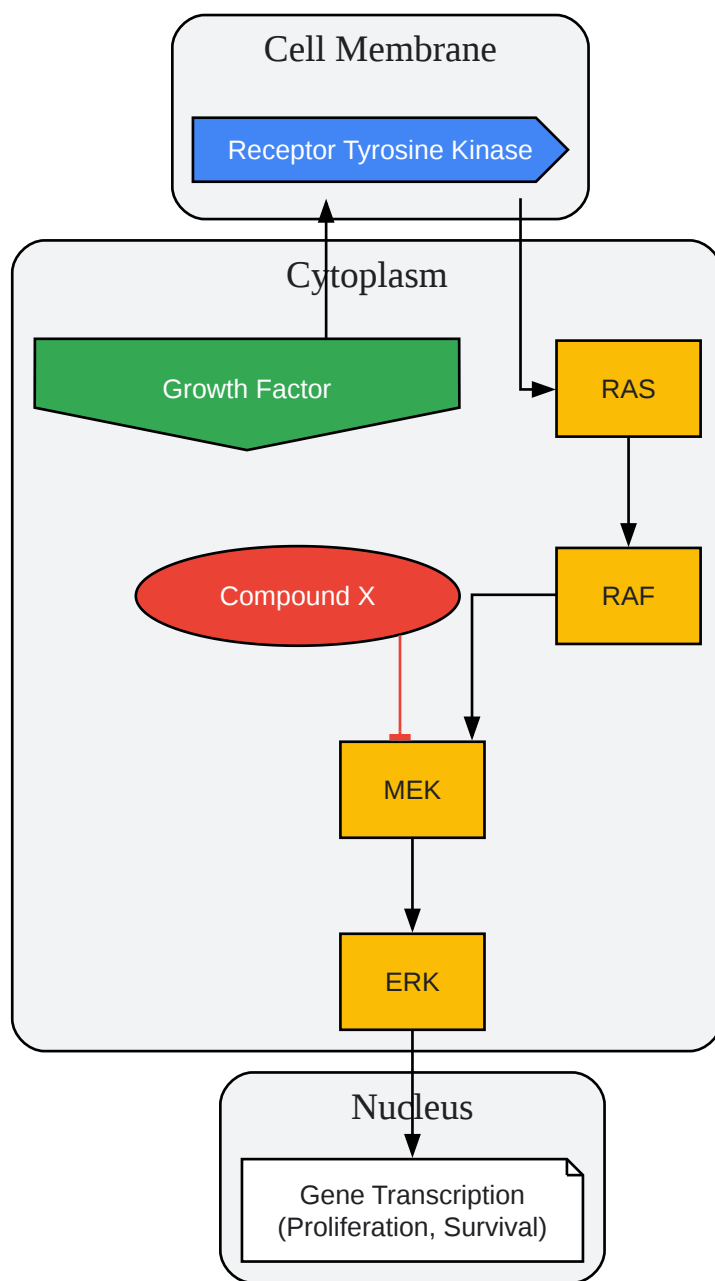 Cell Membrane
Receptor Tyrosine Kinase
Cytoplasm
Growth Factor
RAS
Compound X
RAF
MEK
ERK
Nucleus
Gene Transcription
(Proliferation, Survival)